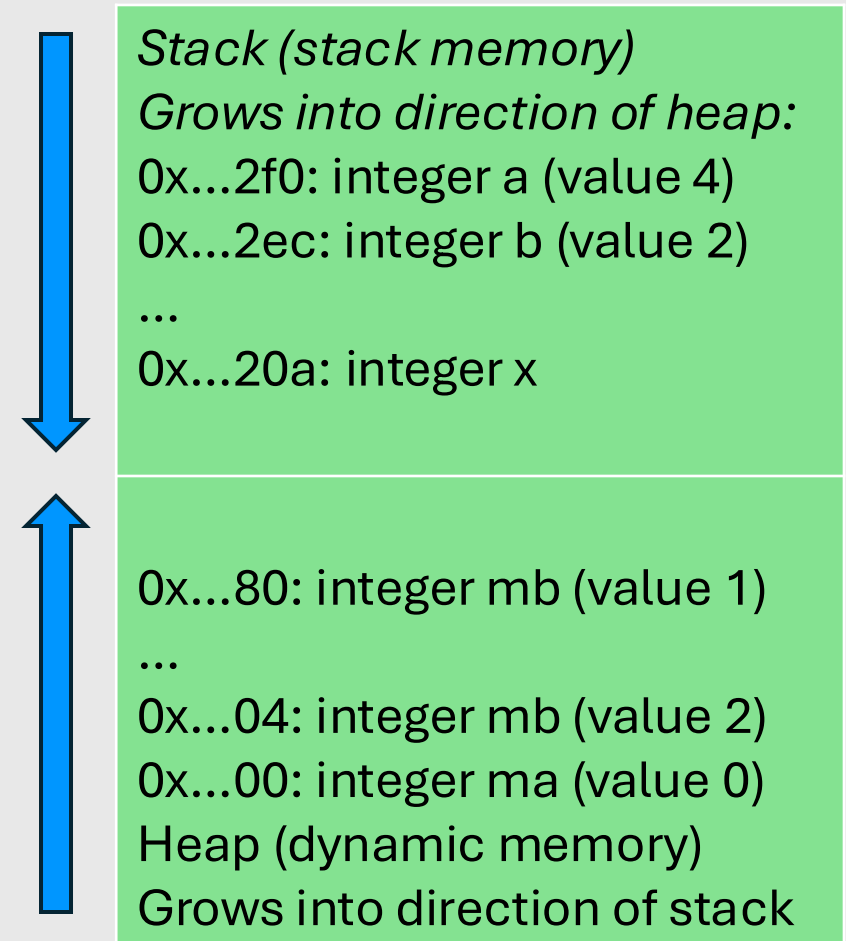 Stack (stack memory)
Grows into direction of heap:
0x...2f0: integer a (value 4)
0x...2ec: integer b (value 2)
...
0x...20a: integer x
0x...80: integer mb (value 1)
...
0x...04: integer mb (value 2)
0x...00: integer ma (value 0)
Heap (dynamic memory)
Grows into direction of stack